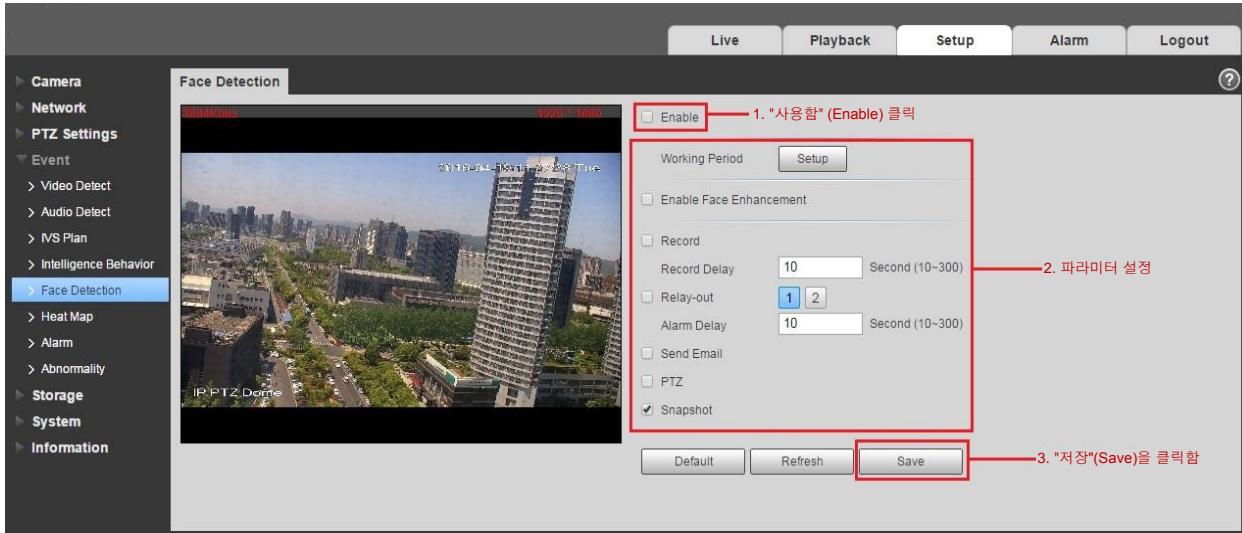 Live Playback Setup Alarm Logout
Camera
Network
PTZ Settings
Event
Video Detect
Audio Detect
IVS Plan
Intelligence Behavior
Face Detection
Heat Map
Alarm
Abnormality
Storage
System
Information
Face Detection
?
3894Kbps 1920 * 1080
IP PTZ Dome
Enable
1. "사용함" (Enable) 클릭
Working Period Setup
Enable Face Enhancement
Record
Record Delay 10 Second (10~300)
2. 파라미터 설정
Relay-out 1 2
Alarm Delay 10 Second (10~300)
Send Email
PTZ
Snapshot
Default Refresh Save
3. "저장"(Save)을 클릭함